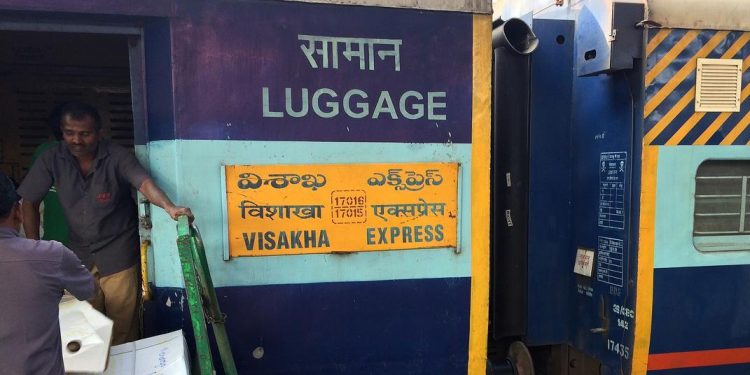 सामान
LUGGAGE
విశాఖ ఎక్స్‌ప్రెస్
विशाखा 17016 एक्सप्रेस
17015
VISAKHA EXPRESS
17435